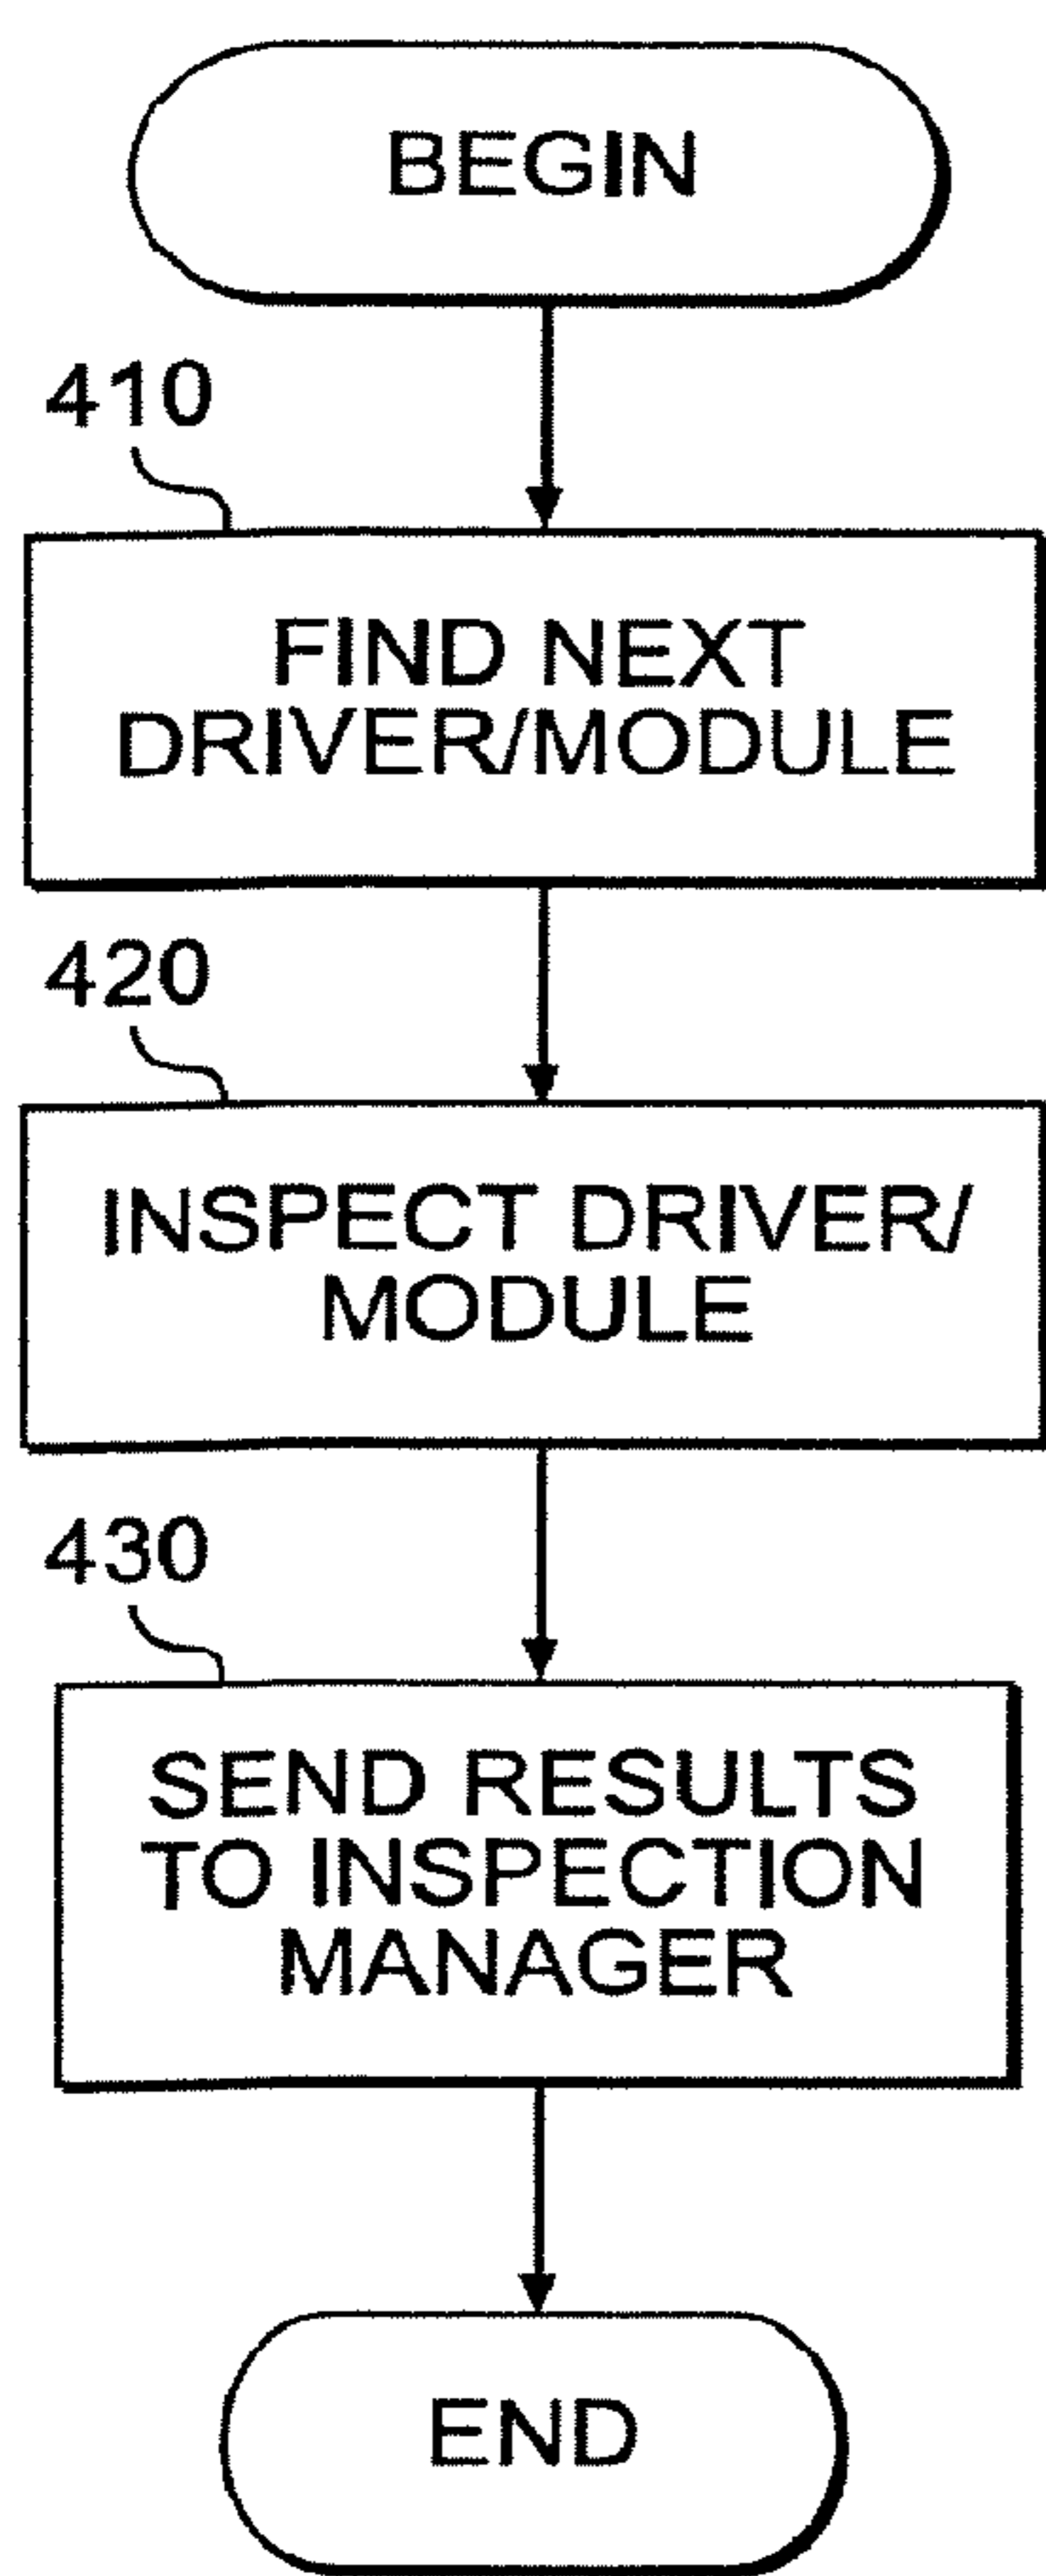 BEGIN
410
FIND NEXT
DRIVER/MODULE
420
INSPECT DRIVER/
MODULE
430
SEND RESULTS
TO INSPECTION
MANAGER
END